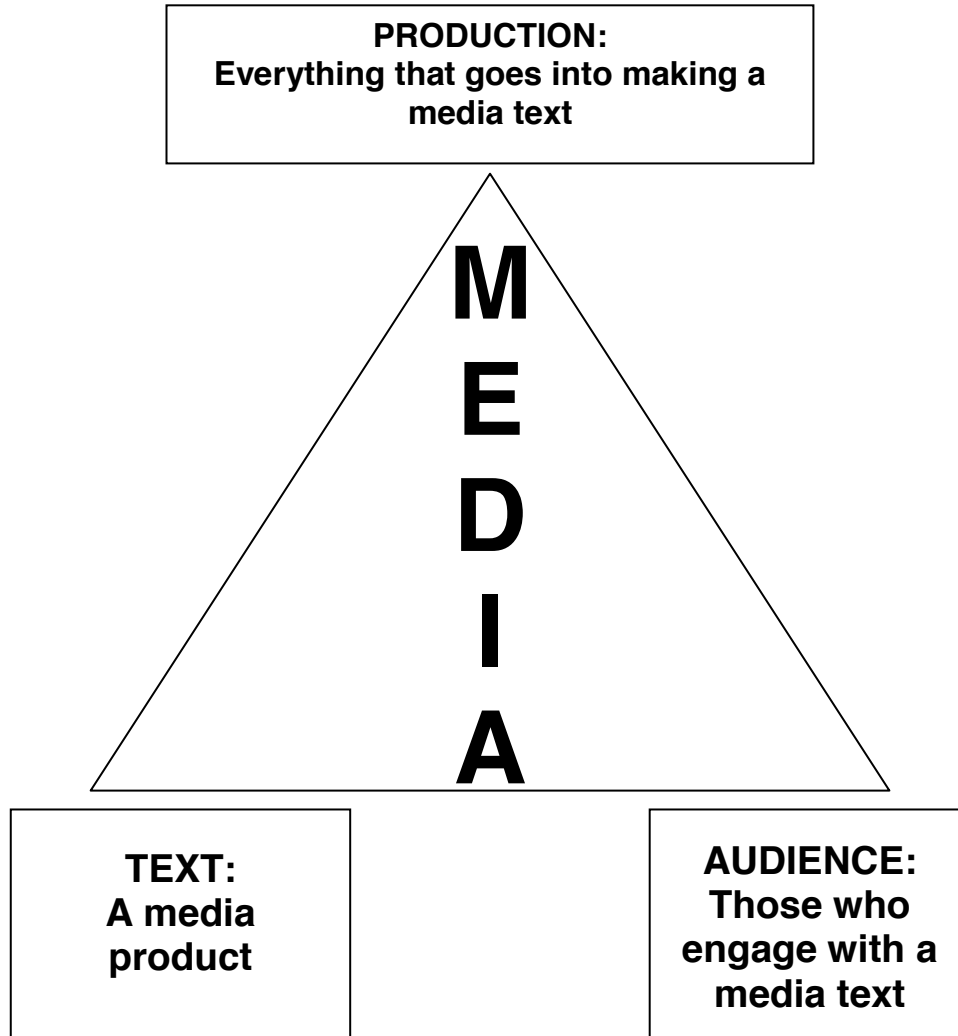 PRODUCTION:
Everything that goes into making a
media text
M
E
D
I
A
TEXT:
A media
product
AUDIENCE:
Those who
engage with a
media text